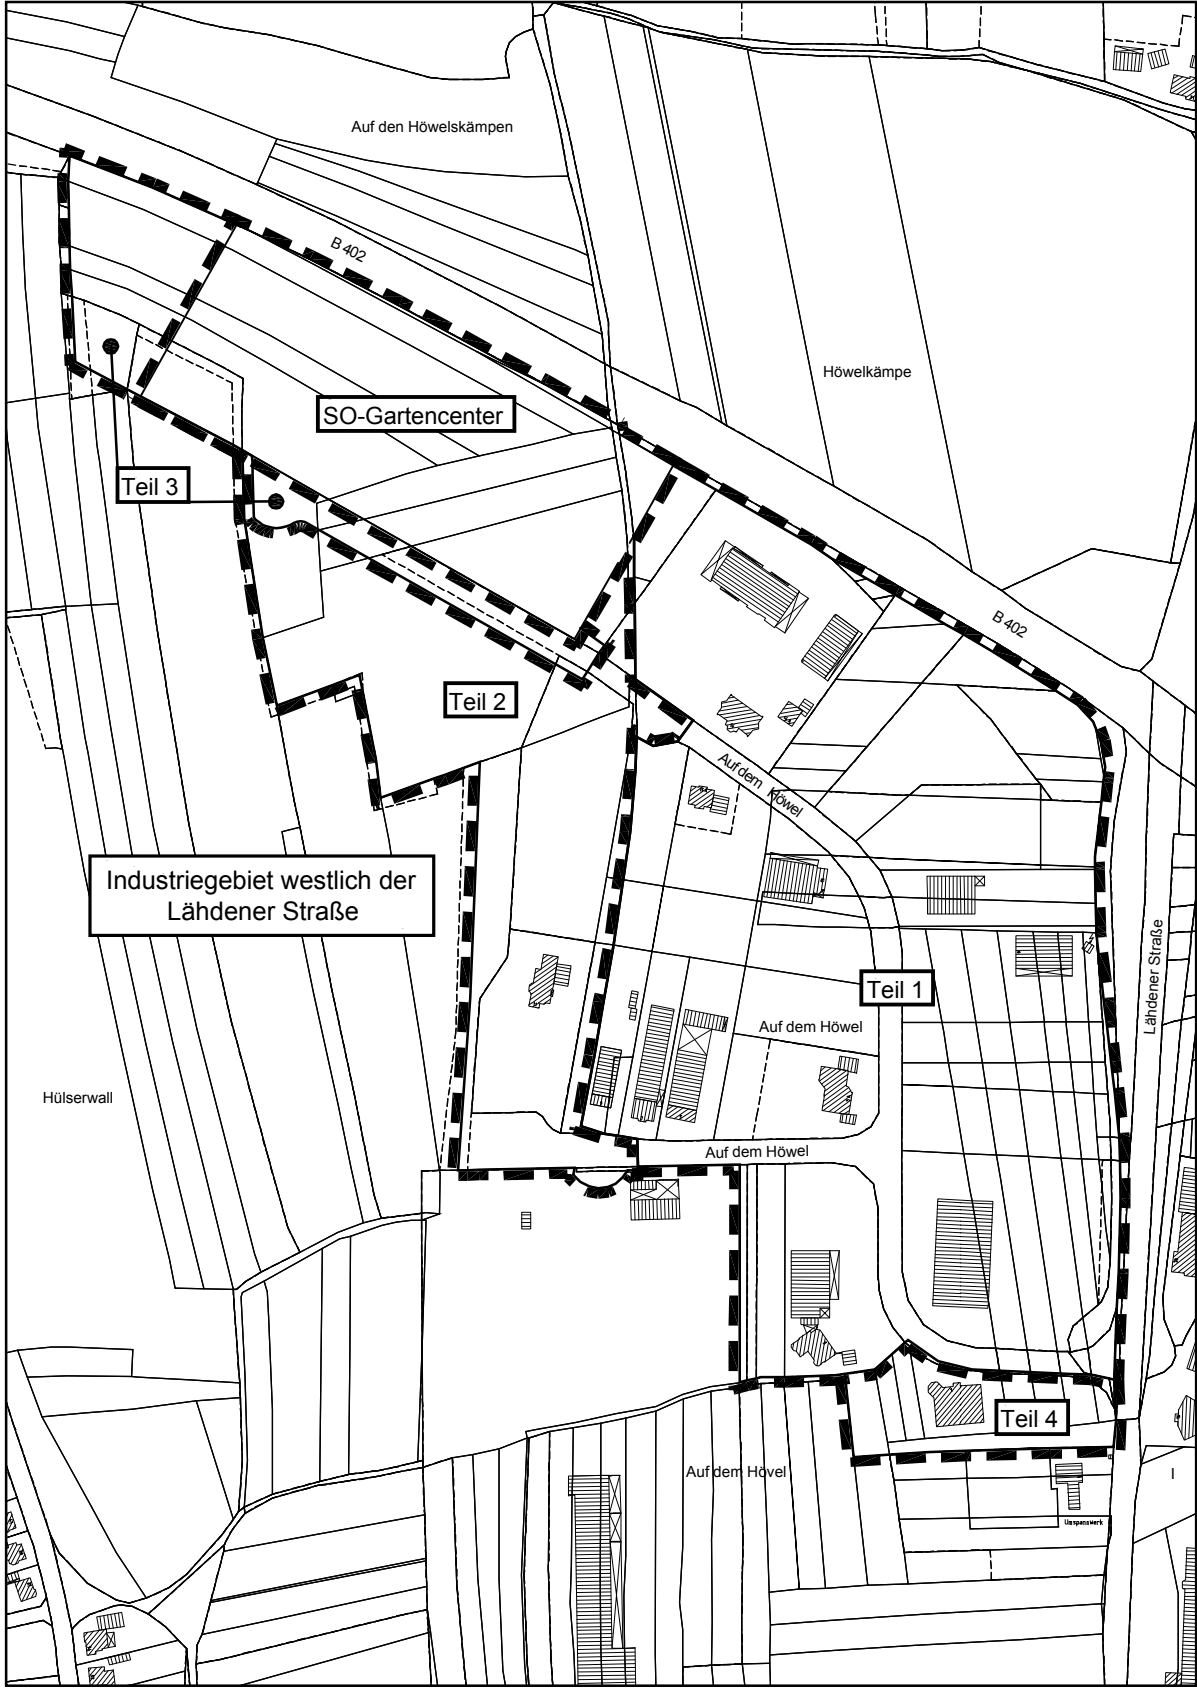 Auf den Höwelskämpen
B 402
Höwelkämpe
SO-Gartencenter
Teil 3
B 402
Teil 2
Auf dem Höwel
Industriegebiet westlich der
Lähdener Straße
Lähdener Straße
Teil 1
Auf dem Höwel
Hülserwall
Auf dem Höwel
Teil 4
Auf dem Hövel
Umspanwerk